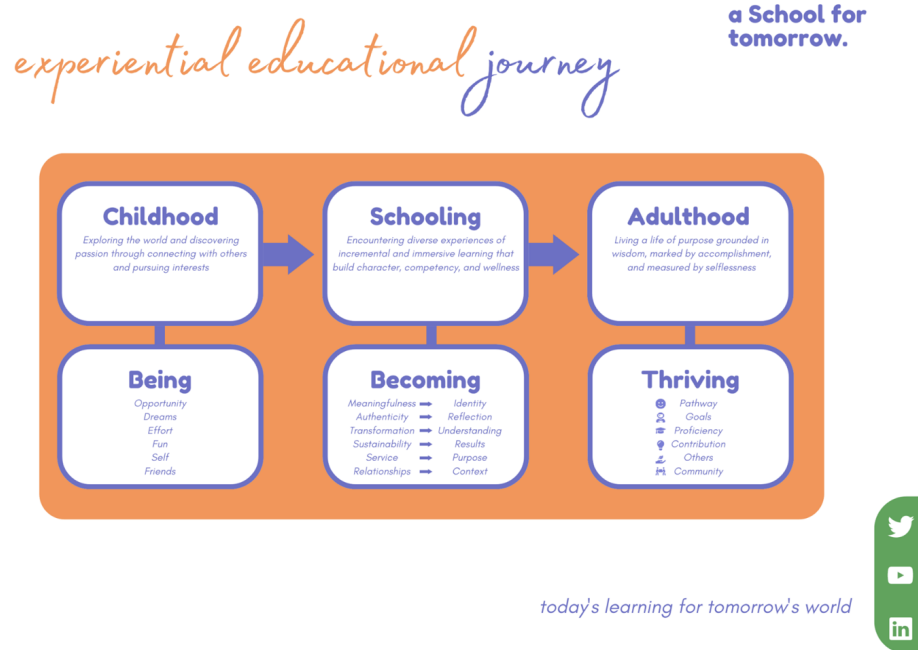 a School for
tomorrow.
experiential educational journey
Childhood
Exploring the world and discovering
passion through connecting with others
and pursuing interests
Schooling
Encountering diverse experiences of
incremental and immersive learning that
build character, competency, and wellness
Adulthood
Living a life of purpose grounded in
wisdom, marked by accomplishment,
and measured by selflessness
Being
Opportunity
Dreams
Effort
Fun
Self
Friends
Becoming
Meaningfulness Identity
Authenticity Reflection
Transformation Understanding
Sustainability Results
Service Purpose
Relationships Context
Thriving
Pathway
Goals
Proficiency
Contribution
Others
Community
today's learning for tomorrow's world
in